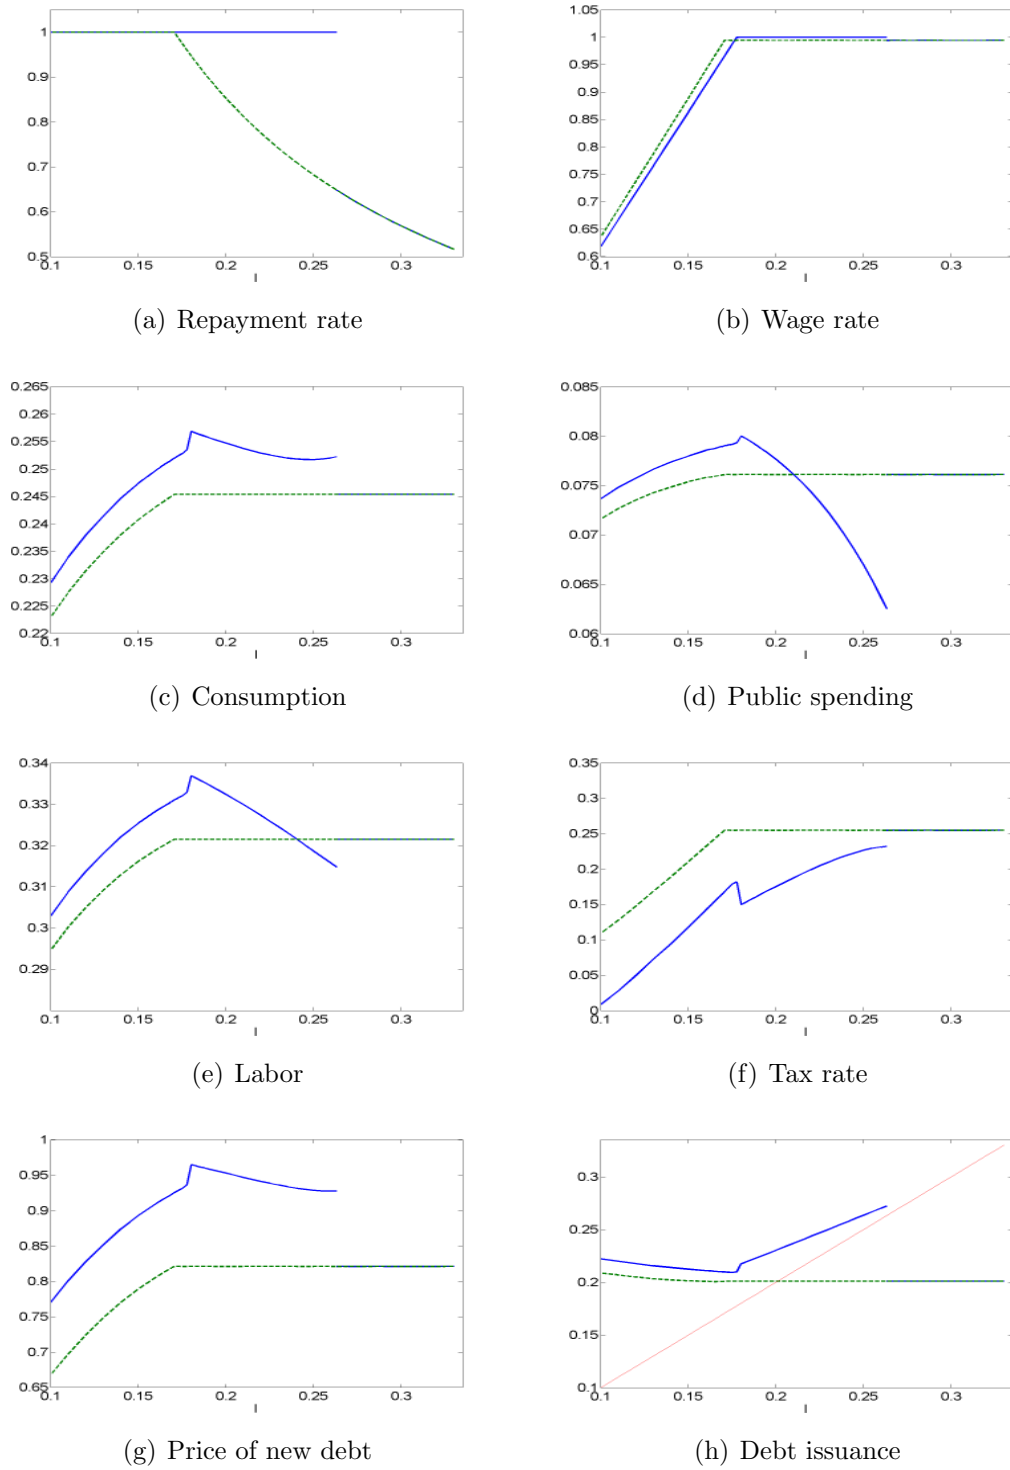 1
0.9
0.8
0.7
0.6
0.5
0.1 0.15 0.2 0.25 0.3
l
(a) Repayment rate
1.05
1
0.95
0.9
0.85
0.8
0.75
0.7
0.65
0.6
0.1 0.15 0.2 0.25 0.3
l
(b) Wage rate
0.265
0.26
0.255
0.25
0.245
0.24
0.235
0.23
0.225
0.22
0.1 0.15 0.2 0.25 0.3
l
(c) Consumption
0.085
0.08
0.075
0.07
0.065
0.06
0.1 0.15 0.2 0.25 0.3
l
(d) Public spending
0.34
0.33
0.32
0.31
0.3
0.29
0.1 0.15 0.2 0.25 0.3
l
(e) Labor
0.35
0.3
0.25
0.2
0.15
0.1
0.05
0
0.1 0.15 0.2 0.25 0.3
l
(f) Tax rate
1
0.95
0.9
0.85
0.8
0.75
0.7
0.65
0.1 0.15 0.2 0.25 0.3
l
(g) Price of new debt
0.3
0.25
0.2
0.15
0.1
0.1 0.15 0.2 0.25 0.3
l
(h) Debt issuance